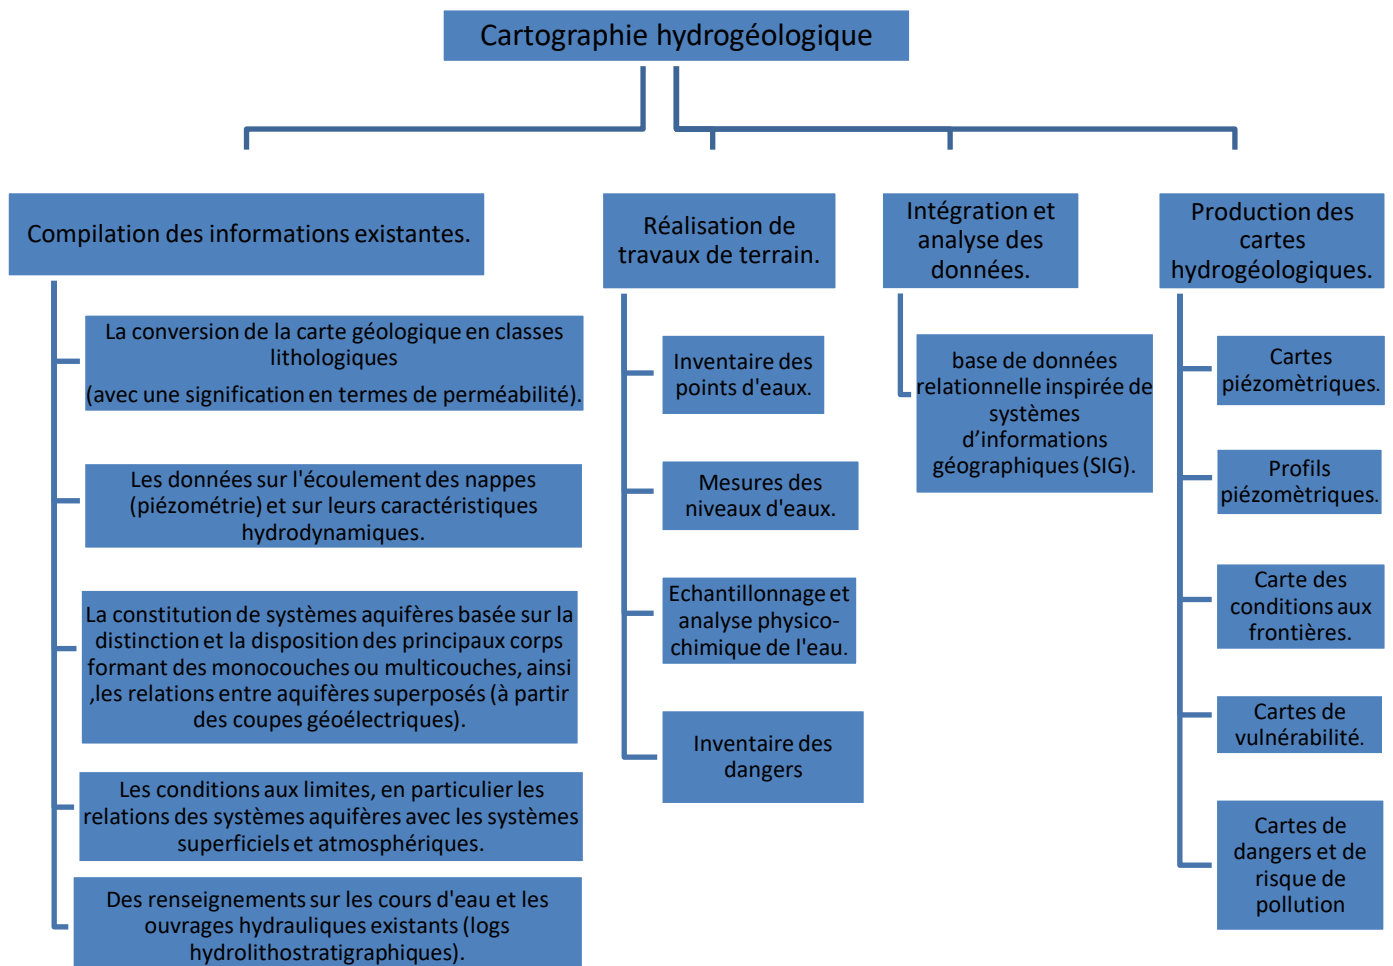 Cartographie hydrogéologique
Compilation des informations existantes.
La conversion de la carte géologique en classes
lithologiques
(avec une signification en termes de perméabilité).
Les données sur l'écoulement des nappes
(piézométrie) et sur leurs caractéristiques
hydrodynamiques.
La constitution de systèmes aquifères basée sur la
distinction et la disposition des principaux corps
formant des monocouches ou multicouches, ainsi
,les relations entre aquifères superposés (à partir
des coupes géoélectriques).
Les conditions aux limites, en particulier les
relations des systèmes aquifères avec les systèmes
superficiels et atmosphériques.
Des renseignements sur les cours d'eau et les
ouvrages hydrauliques existants (logs
hydrolithostratigraphiques).
Réalisation de
travaux de terrain.
Inventaire des
points d'eaux.
Mesures des
niveaux d'eaux.
Echantillonnage et
analyse physico-
chimique de l'eau.
Inventaire des
dangers
Intégration et
analyse des
données.
base de données
relationnelle inspirée de
systèmes
d’informations
géographiques (SIG).
Production des
cartes
hydrogéologiques.
Cartes
piézomètriques.
Profils
piézomètriques.
Carte des
conditions aux
frontières.
Cartes de
vulnérabilité.
Cartes de
dangers et de
risque de
pollution